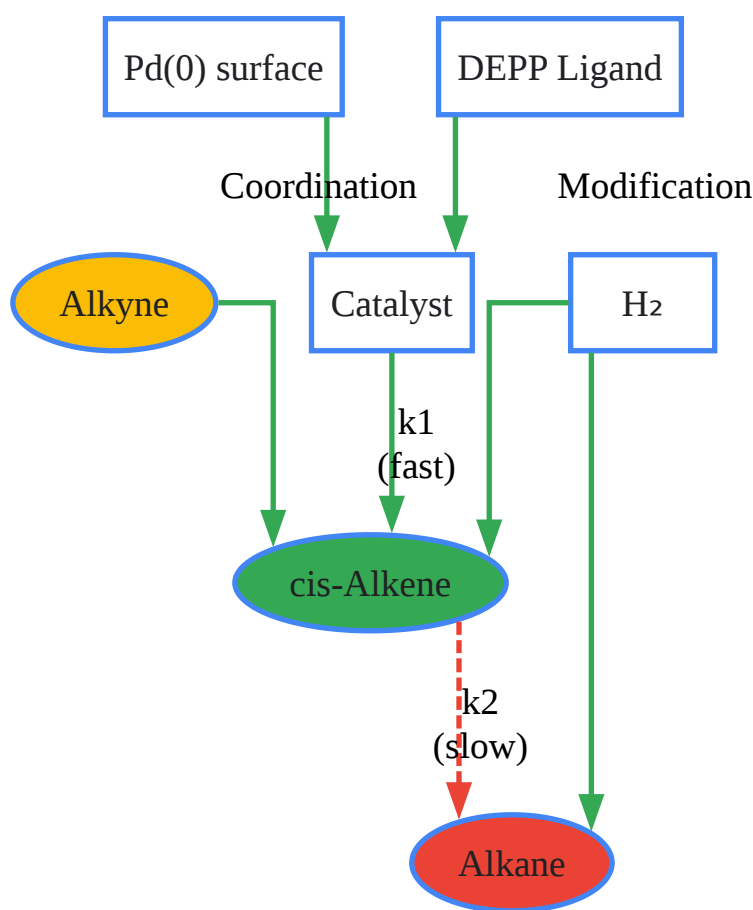 Pd(0) surface
DEPP Ligand
Coordination
Modification
Alkyne
Catalyst
H₂
k1
(fast)
cis-Alkene
k2
(slow)
Alkane